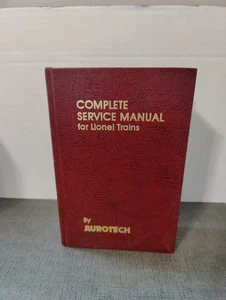 COMPLETE
SERVICE MANUAL
for Lionel Trains
By
AUROTECH